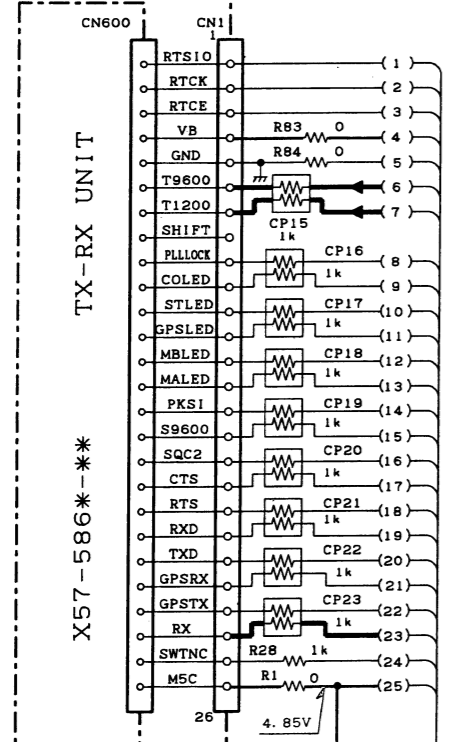 CN600 CN1
1
RTSIO (1)
RTCK (2)
RTCE (3)
VB R83 0 (4)
GND R84 0 (5)
T9600 (6)
T1200 (7)
SHIFT CP15
1k
PLLLOCK CP16 (8)
COLED 1k (9)
STLED CP17 (10)
GPSLED 1k (11)
MBLED CP18 (12)
MALED 1k (13)
PKSI CP19 (14)
S9600 1k (15)
SQC2 CP20 (16)
CTS 1k (17)
RTS CP21 (18)
RXD 1k (19)
TXD CP22 (20)
GPSRX 1k (21)
GPSTX CP23 (22)
RX 1k (23)
SWTNC R28 1k (24)
M5C R1 0 (25)
26
4.85V
TX-RX UNIT
X57-586*-**